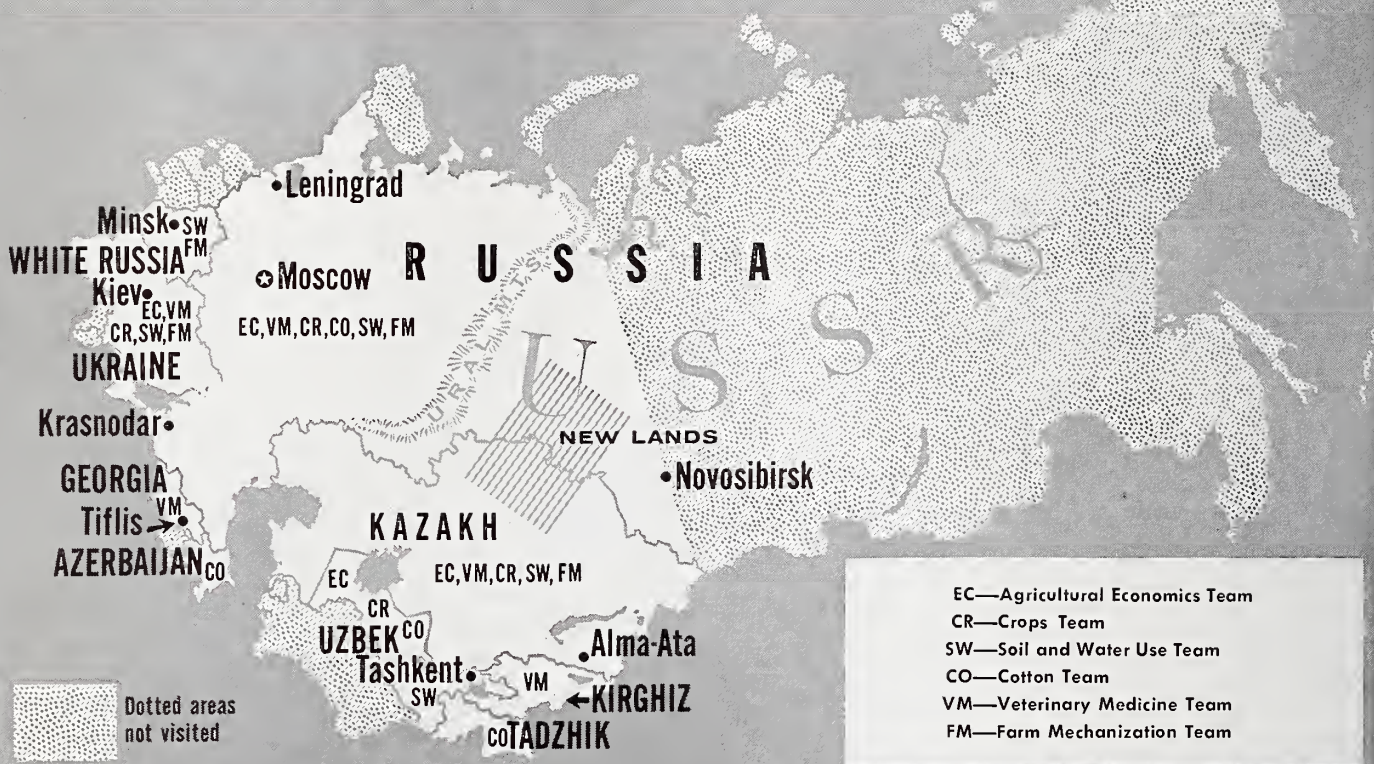 Leningrad
Minsk SW
WHITE RUSSIA FM
RUSSIA
Moscow
Kiev
EC,VM
CR,SW,FM
EC,VM,CR,CO,SW,FM
URAL MTS
USSR
UKRAINE
Krasnodar
NEW LANDS
Novosibirsk
GEORGIA
VM
Tiflis
KAZAKH
AZERBAIJAN CO
EC
EC,VM,CR,SW,FM
CR
UZBEK CO
Alma-Ata
Tashkent
SW
VM
KIRGHIZ
CO TADZHIK
Dotted areas
not visited
EC—Agricultural Economics Team
CR—Crops Team
SW—Soil and Water Use Team
CO—Cotton Team
VM—Veterinary Medicine Team
FM—Farm Mechanization Team